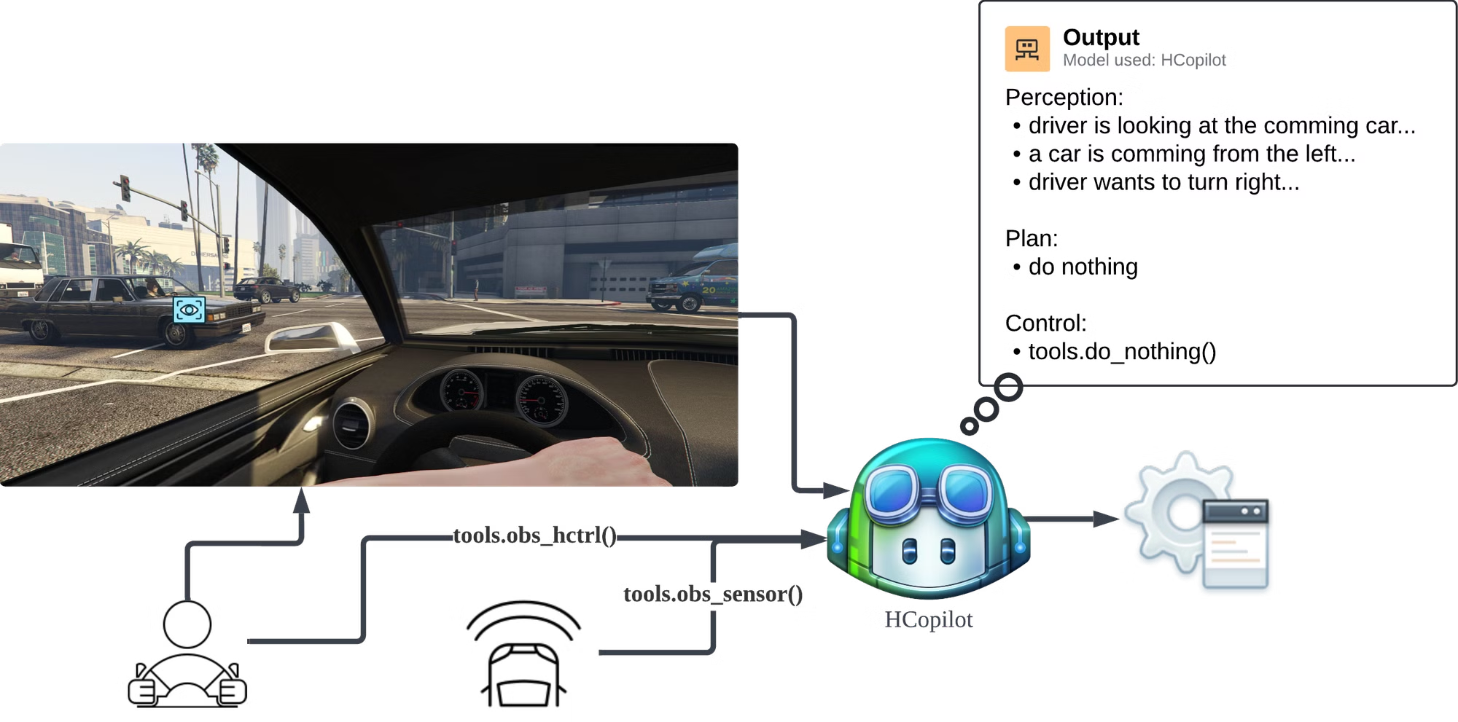 Output
Model used: HCopilot
Perception:
• driver is looking at the comming car...
• a car is comming from the left...
• driver wants to turn right...
Plan:
• do nothing
Control:
• tools.do_nothing()
20
tools.obs_hctrl()
tools.obs_sensor()
HCopilot